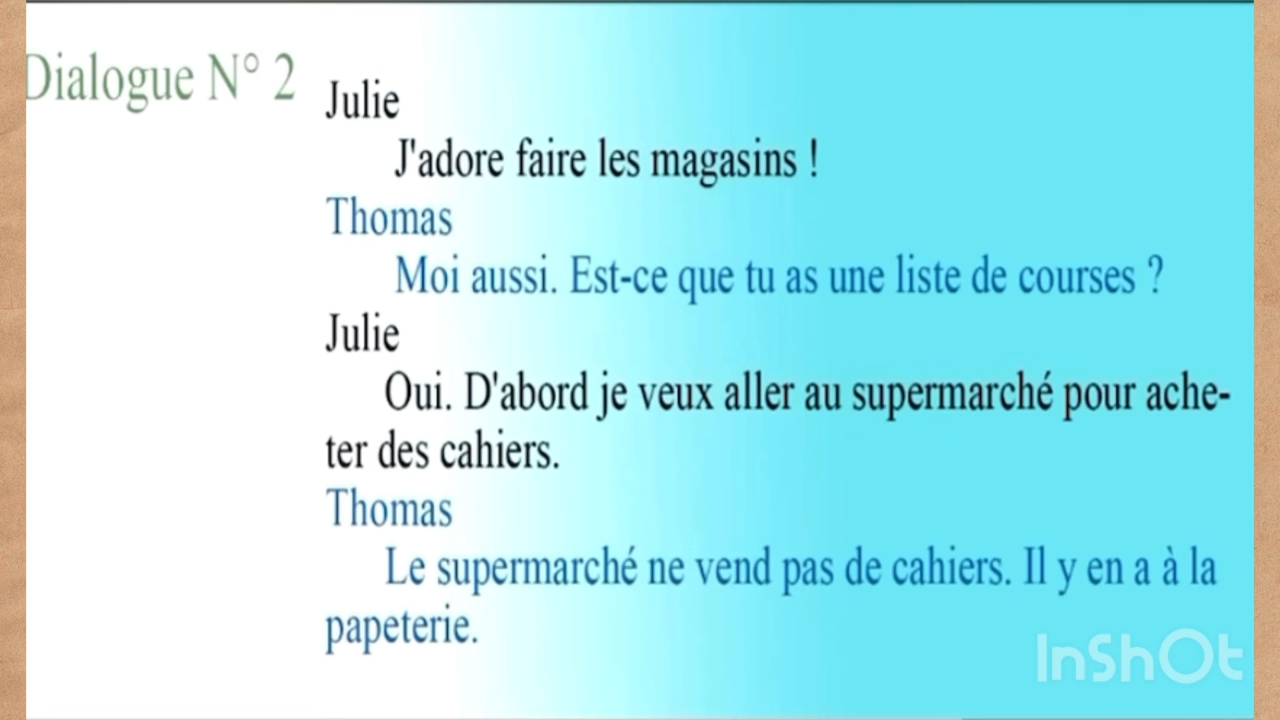 Dialogue N° 2
Julie
J'adore faire les magasins !
Thomas
Moi aussi. Est-ce que tu as une liste de courses ?
Julie
Oui. D'abord je veux aller au supermarché pour ache-
ter des cahiers.
Thomas
Le supermarché ne vend pas de cahiers. Il y en a à la
papeterie.
InShOt